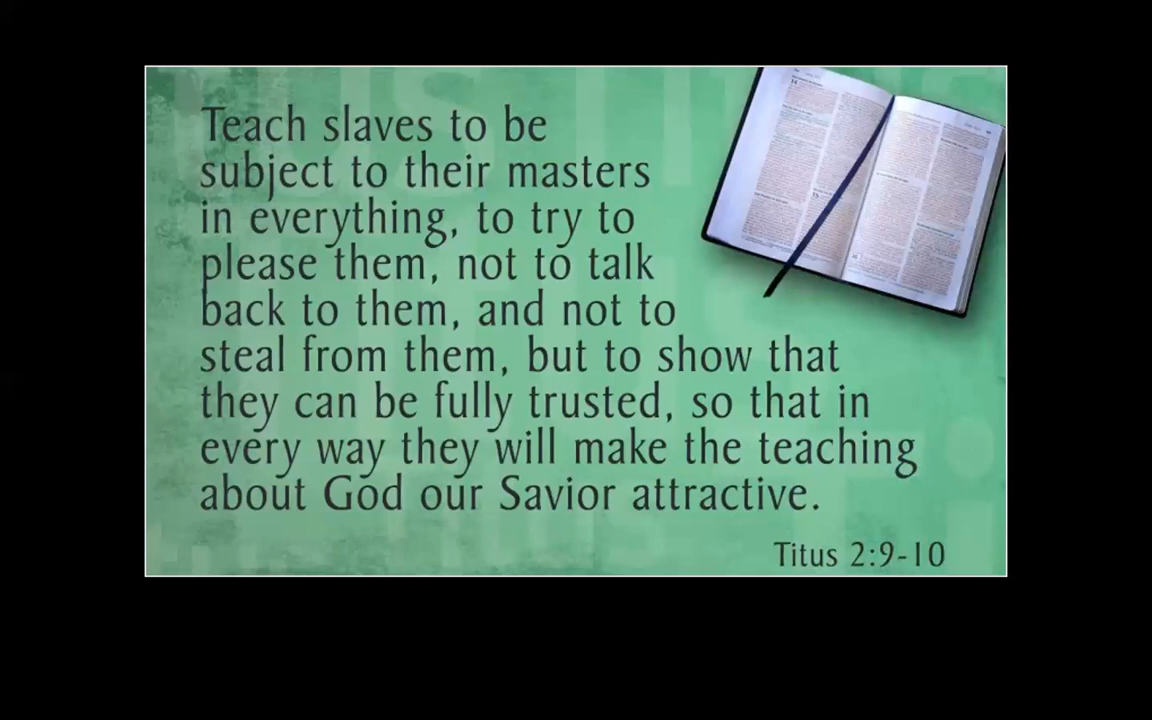 Teach slaves to be
subject to their masters
in everything, to try to
please them, not to talk
back to them, and not to
steal from them, but to show that
they can be fully trusted, so that in
every way they will make the teaching
about God our Savior attractive.
Titus 2:9-10